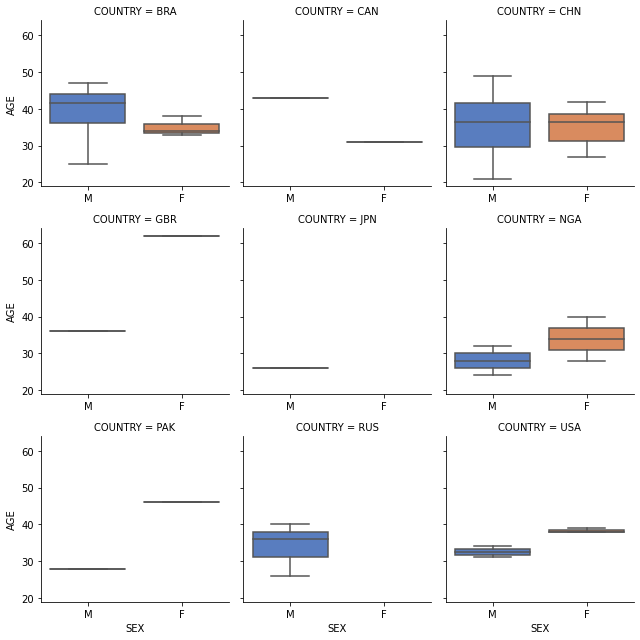 COUNTRY = BRA COUNTRY = CAN COUNTRY = CHN
60
50
AGE
40
30
20
M F M F M F
COUNTRY = GBR COUNTRY = JPN COUNTRY = NGA
60
50
AGE
40
30
20
M F M F M F
COUNTRY = PAK COUNTRY = RUS COUNTRY = USA
60
50
AGE
40
30
20
M F M F M F
SEX SEX SEX